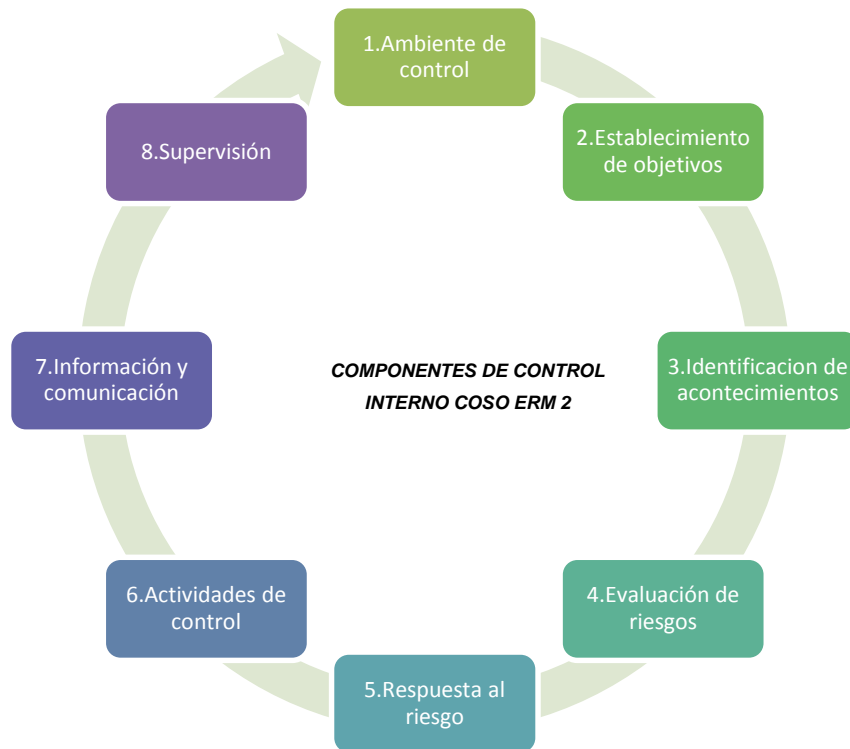 1.Ambiente de
control
2.Establecimiento
de objetivos
3.Identificacion de
acontecimientos
4.Evaluación de
riesgos
5.Respuesta al
riesgo
6.Actividades de
control
7.Información y
comunicación
8.Supervisión
COMPONENTES DE CONTROL
INTERNO COSO ERM 2